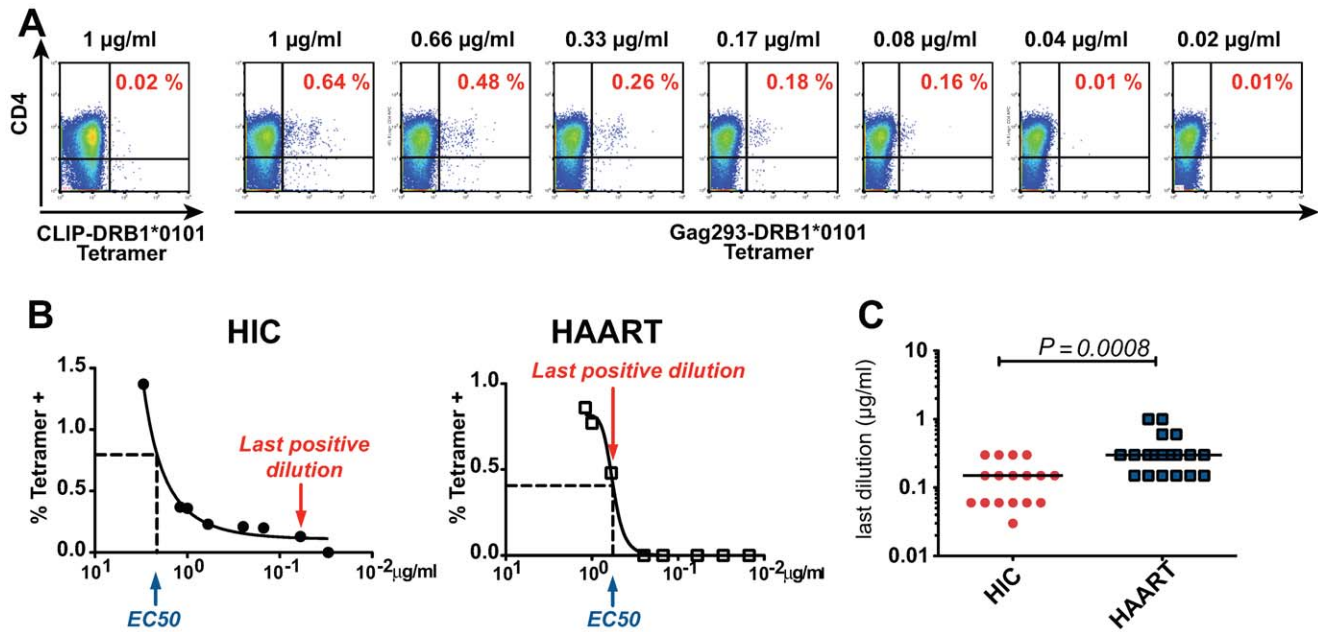 A
1 µg/ml 1 µg/ml 0.66 µg/ml 0.33 µg/ml 0.17 µg/ml 0.08 µg/ml 0.04 µg/ml 0.02 µg/ml
0.02 % 0.64 % 0.48 % 0.26 % 0.18 % 0.16 % 0.01 % 0.01%
CD4
CLIP-DRB1*0101
Tetramer
Gag293-DRB1*0101
Tetramer
B
HIC
% Tetramer +
1.5
1.0
0.5
0.0
Last positive
dilution
10¹ 10⁰ 10⁻¹ 10⁻² µg/ml
EC50
HAART
% Tetramer +
1.0
0.5
0.0
Last positive dilution
10¹ 10⁰ 10⁻¹ 10⁻² µg/ml
EC50
C
P = 0.0008
last dilution (µg/ml)
10
1
0.1
0.01
HIC
HAART